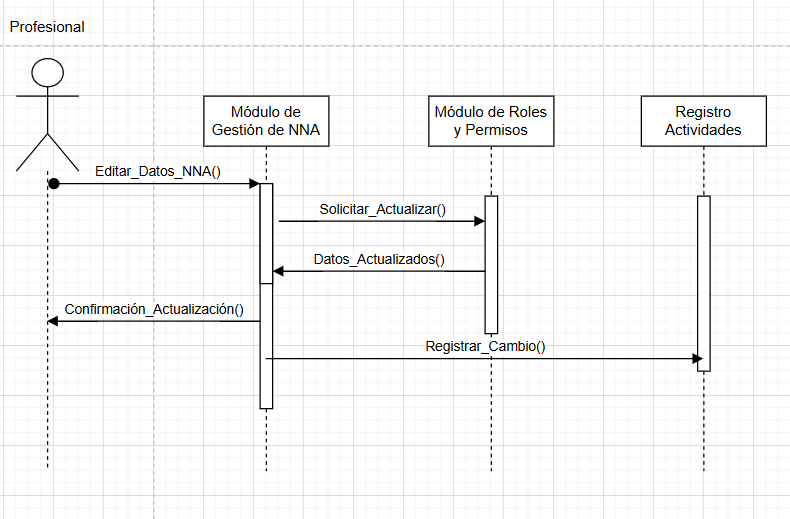 Profesional
Módulo de
Gestión de NNA
Módulo de Roles
y Permisos
Registro
Actividades
Editar_Datos_NNA()
Solicitar_Actualizar()
Datos_Actualizados()
Confirmación_Actualización()
Registrar_Cambio()